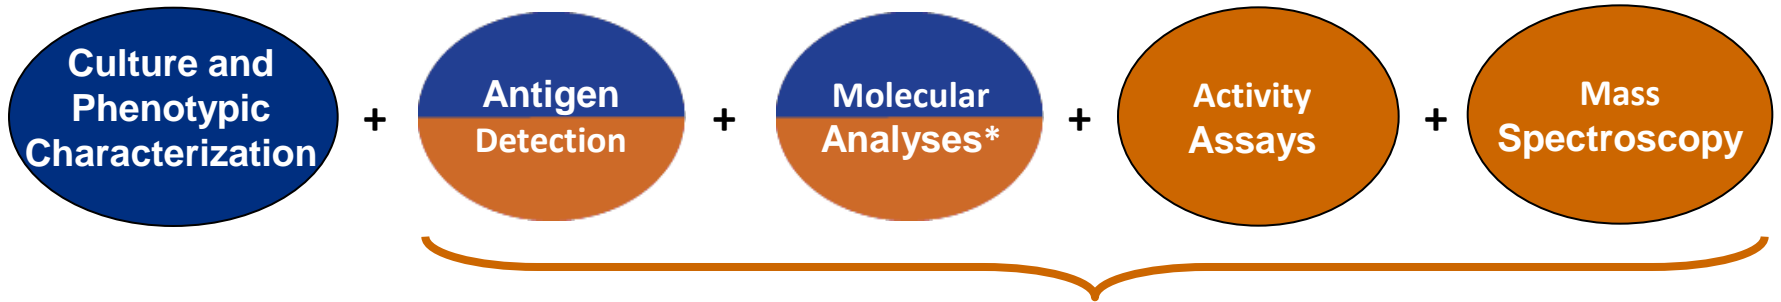 Culture and
Phenotypic
Characterization
+
Antigen
Detection
+
Molecular
Analyses*
+
Activity
Assays
+
Mass
Spectroscopy